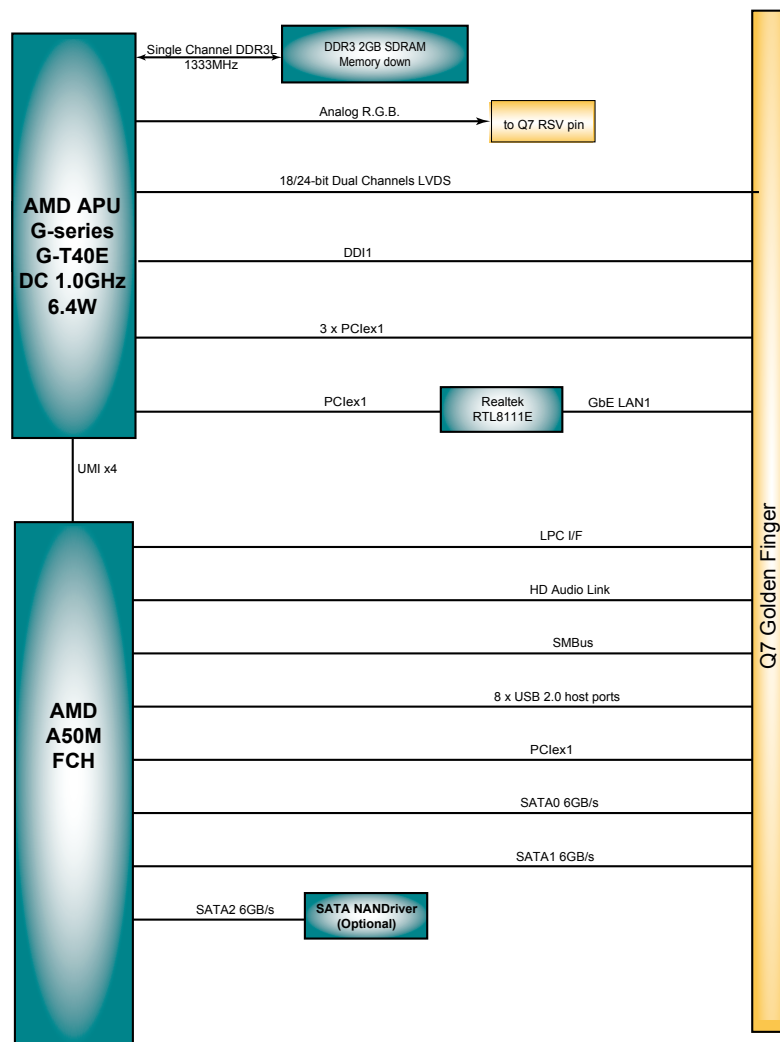 Single Channel DDR3L
1333MHz
DDR3 2GB SDRAM
Memory down
Analog R.G.B.
to Q7 RSV pin
18/24-bit Dual Channels LVDS
AMD APU
G-series
G-T40E
DC 1.0GHz
6.4W
DDI1
3 x PCIex1
PCIex1
Realtek
RTL8111E
GbE LAN1
UMI x4
Q7 Golden Finger
LPC I/F
HD Audio Link
SMBus
8 x USB 2.0 host ports
AMD
A50M
FCH
PCIex1
SATA0 6GB/s
SATA1 6GB/s
SATA2 6GB/s
SATA NANDriver
(Optional)